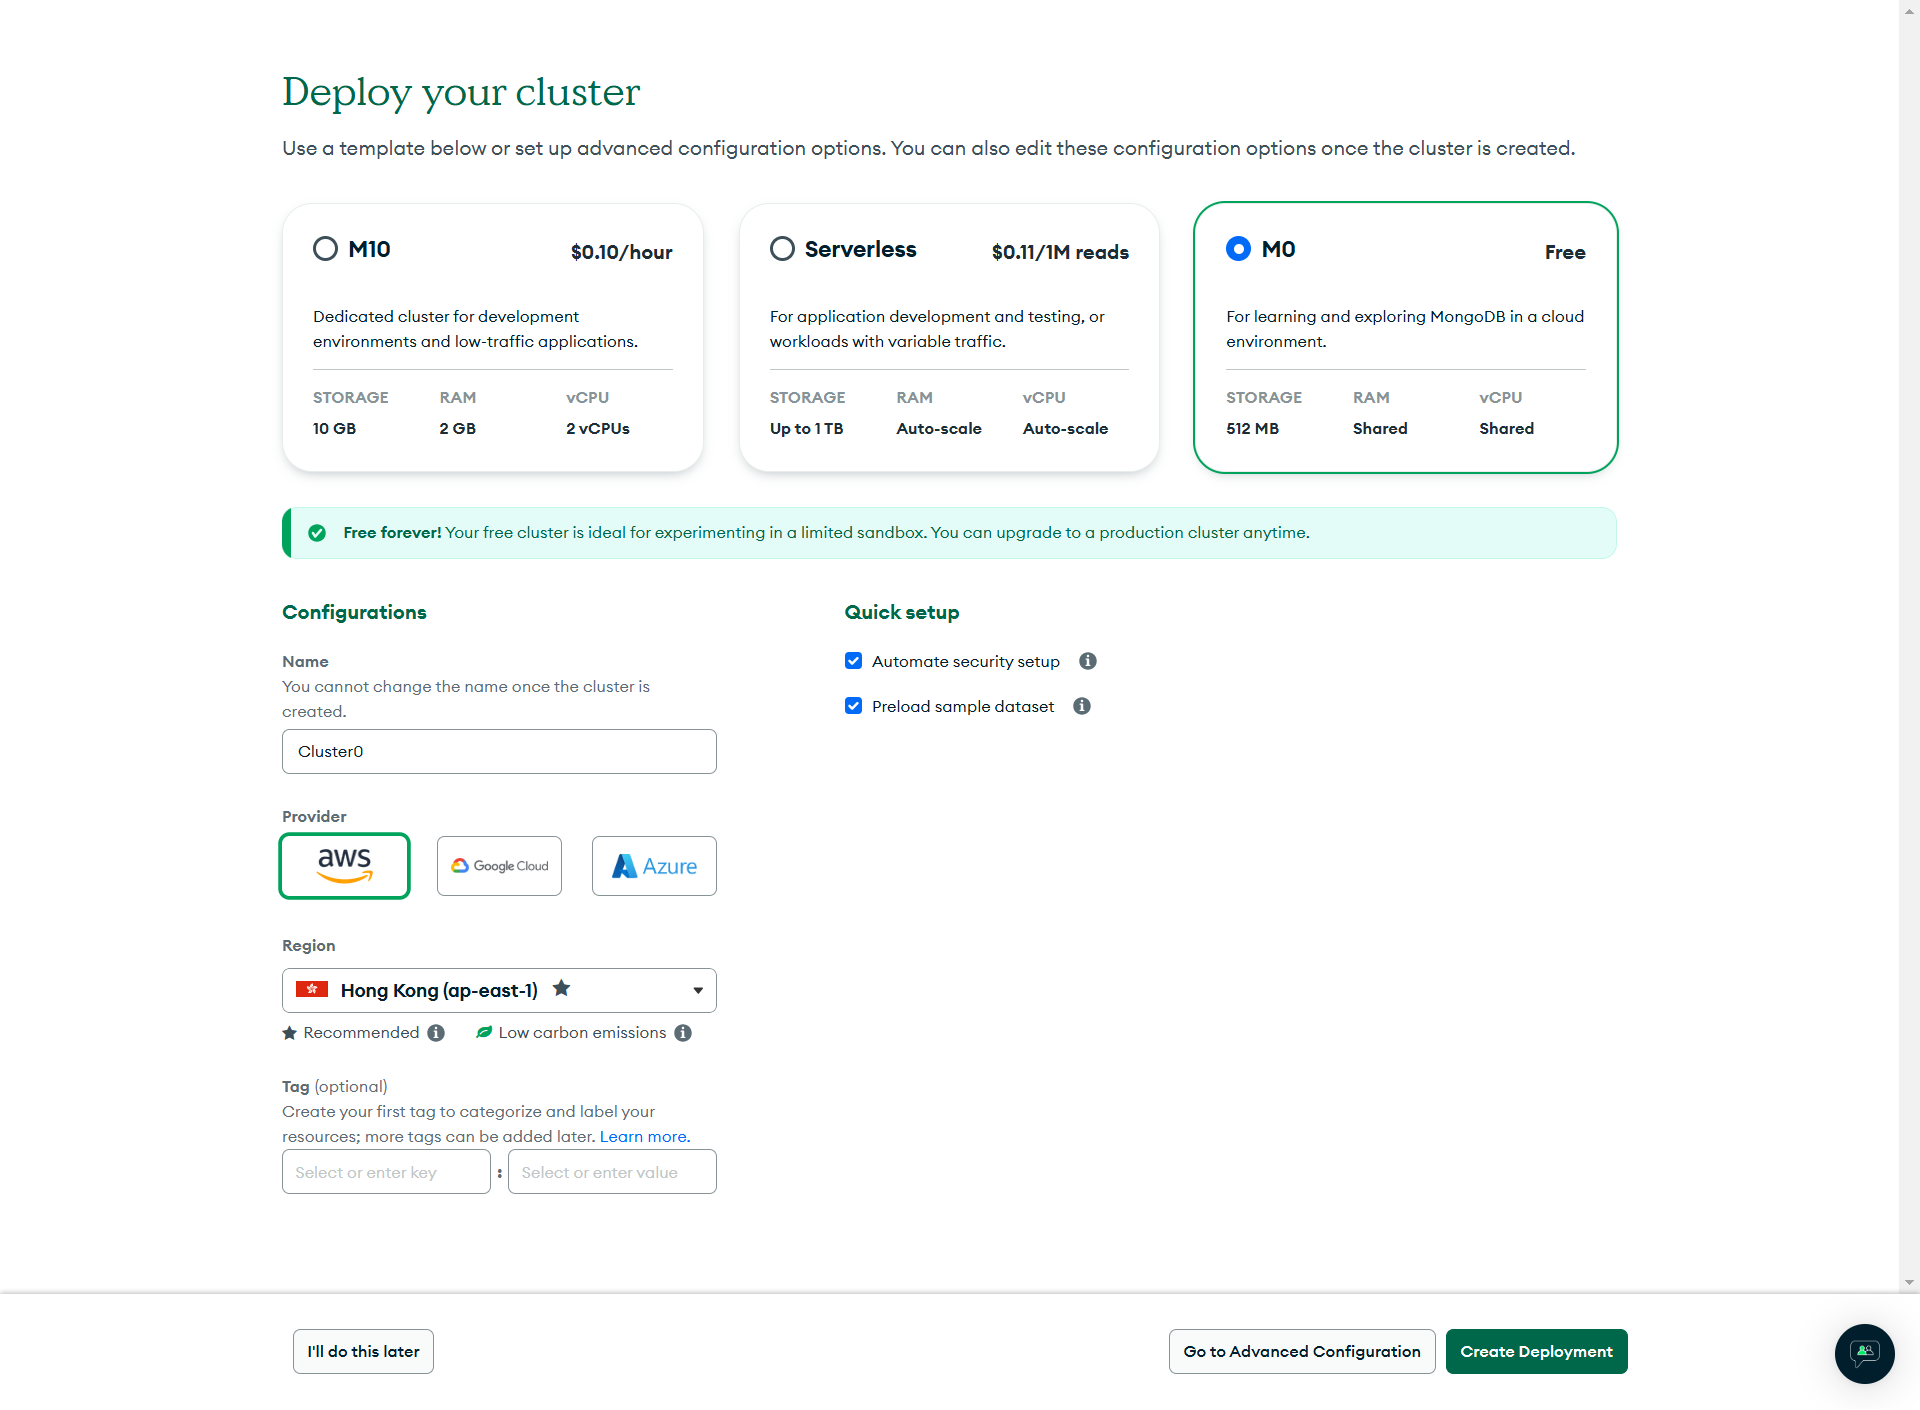 Deploy your cluster
Use a template below or set up advanced configuration options. You can also edit these configuration options once the cluster is created.
M10
$0.10/hour
Dedicated cluster for development
environments and low-traffic applications.
STORAGE RAM vCPU
10 GB 2 GB 2 vCPUs
Serverless
$0.11/1M reads
For application development and testing, or
workloads with variable traffic.
STORAGE RAM vCPU
Up to 1 TB Auto-scale Auto-scale
M0
Free
For learning and exploring MongoDB in a cloud
environment.
STORAGE RAM vCPU
512 MB Shared Shared
Free forever! Your free cluster is ideal for experimenting in a limited sandbox. You can upgrade to a production cluster anytime.
Configurations
Name
You cannot change the name once the cluster is
created.
Cluster0
Provider
aws
Google Cloud
Azure
Region
Hong Kong (ap-east-1)
Recommended
Low carbon emissions
Tag (optional)
Create your first tag to categorize and label your
resources; more tags can be added later. Learn more.
Select or enter key : Select or enter value
Quick setup
Automate security setup
Preload sample dataset
I'll do this later
Go to Advanced Configuration
Create Deployment